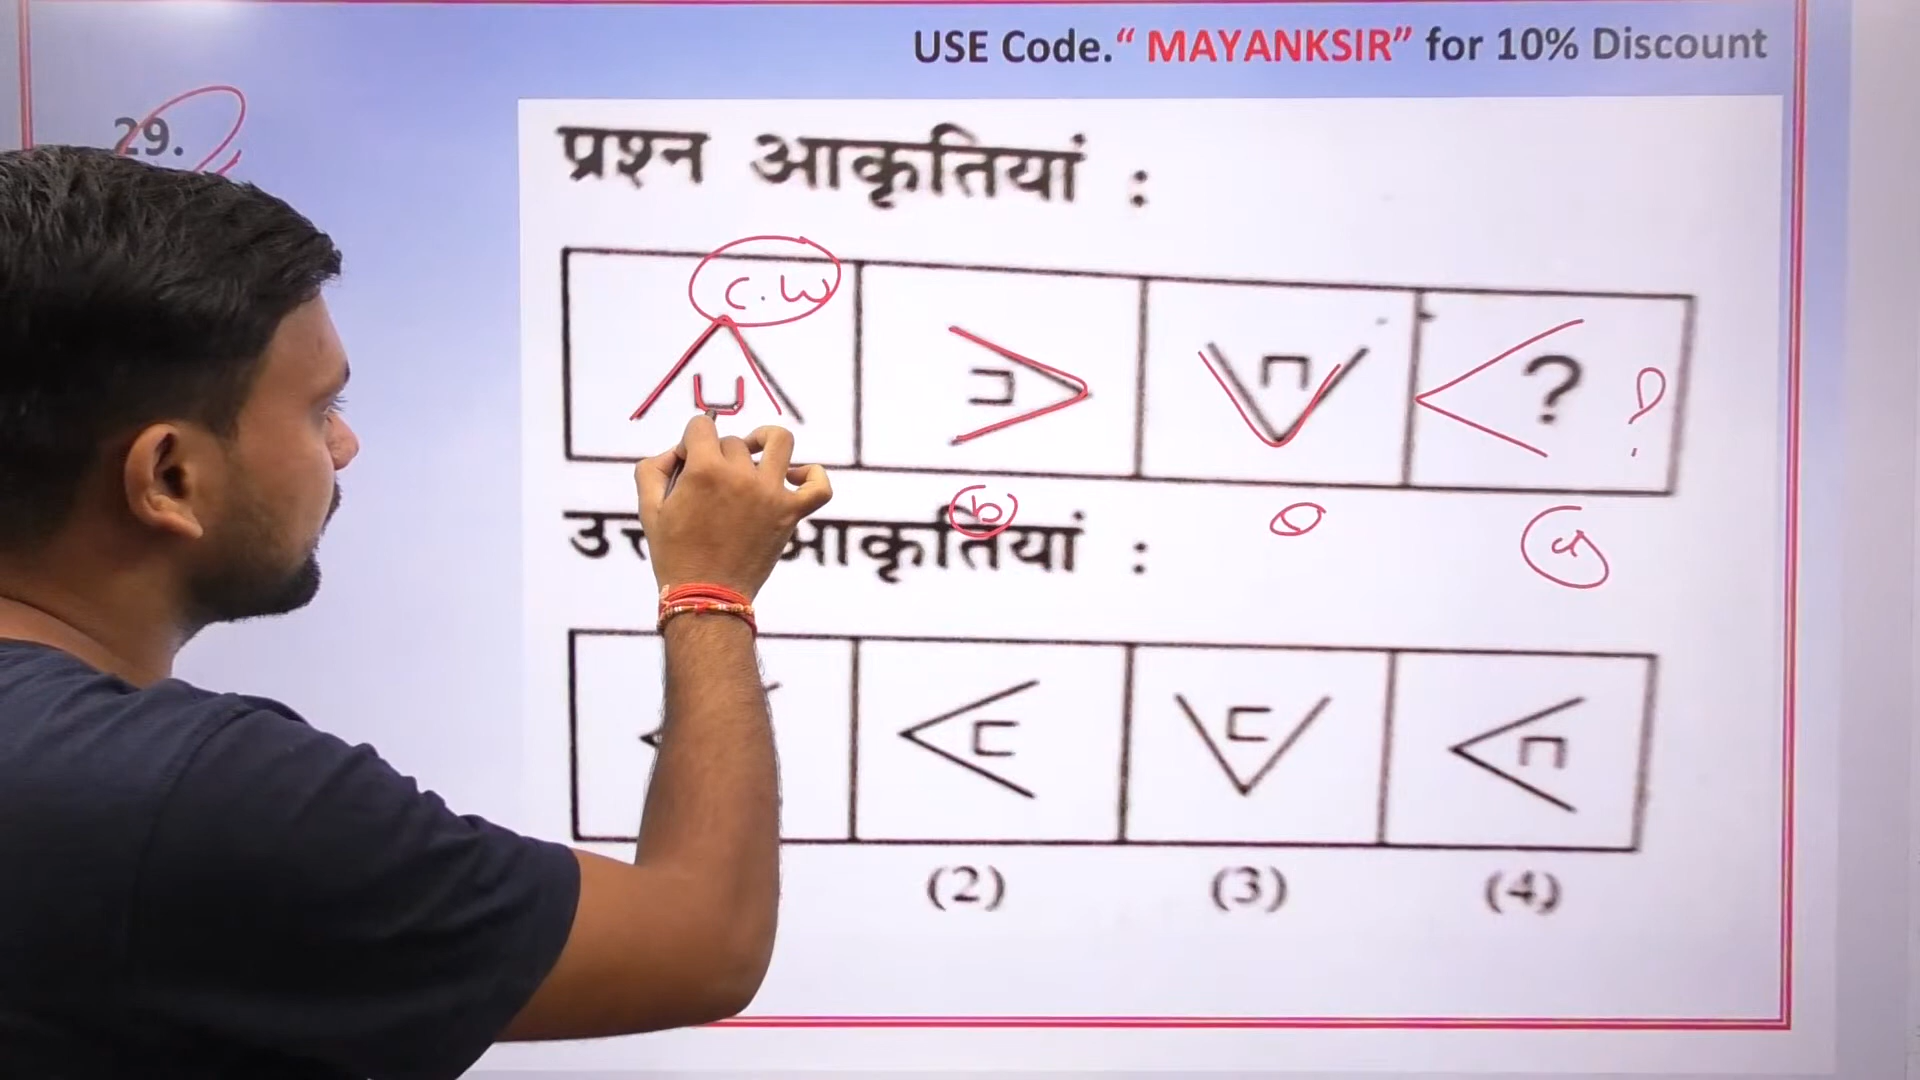 USE Code.“ MAYANKSIR” for 10% Discount
29.
प्रश्न आकृतियां :
C.W
?
?
b
a
आकृतियां :
(2) (3) (4)